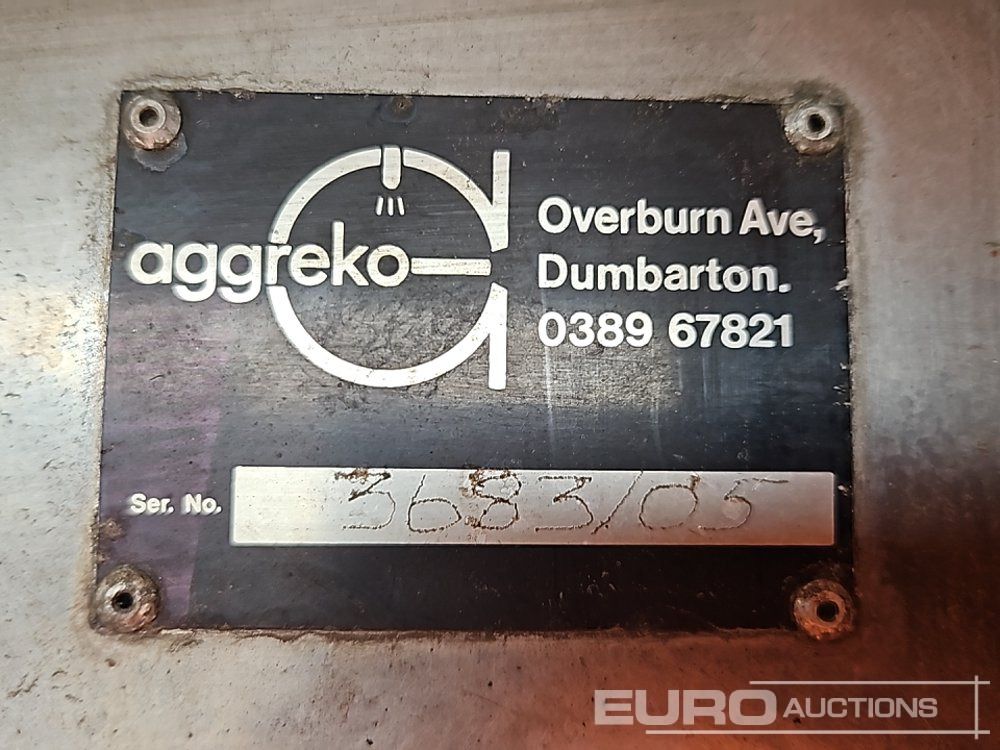 aggreko
Overburn Ave,
Dumbarton.
0389 67821
Ser. No. 3683/05
EURO AUCTIONS